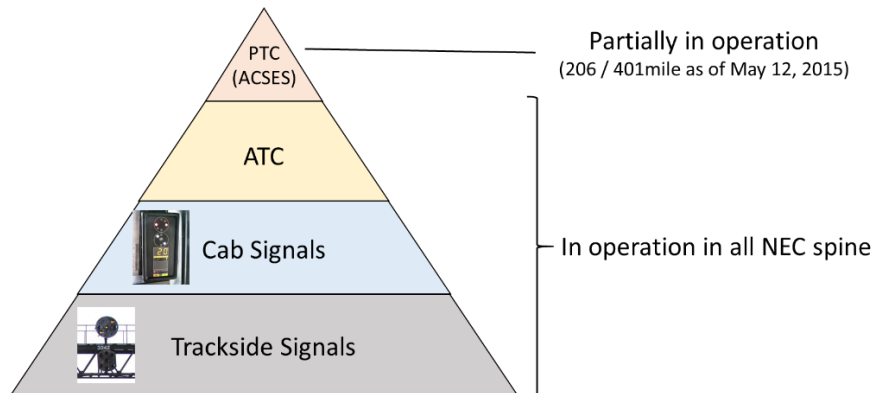 PTC
(ACSES)
Partially in operation
(206 / 401mile as of May 12, 2015)
ATC
Cab Signals
20
In operation in all NEC spine
Trackside Signals